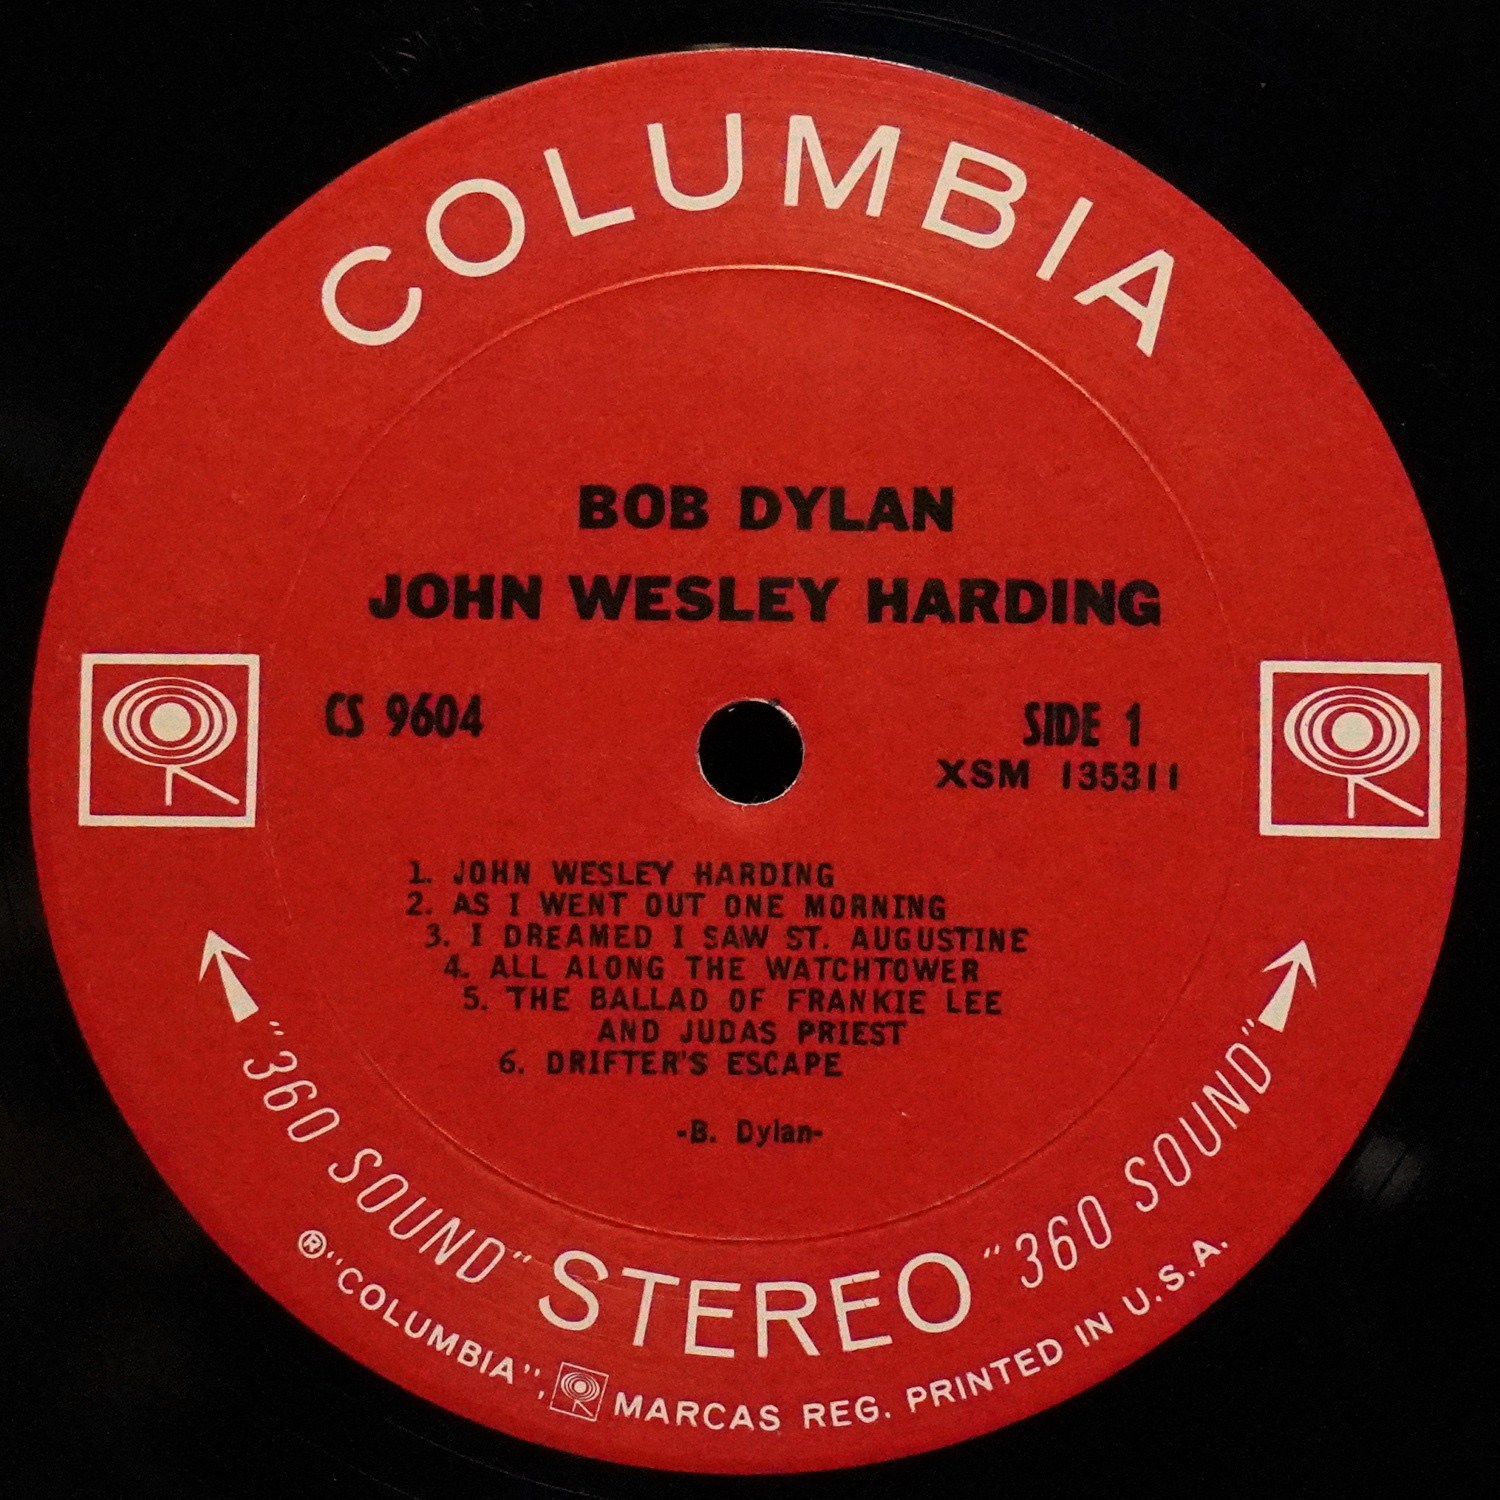 COLUMBIA
BOB DYLAN
JOHN WESLEY HARDING
CS 9604
SIDE 1
XSM 135311
1. JOHN WESLEY HARDING
2. AS I WENT OUT ONE MORNING
3. I DREAMED I SAW ST. AUGUSTINE
4. ALL ALONG THE WATCHTOWER
5. THE BALLAD OF FRANKIE LEE
AND JUDAS PRIEST
6. DRIFTER'S ESCAPE
-B. Dylan-
"360 SOUND" STEREO "360 SOUND"
® "COLUMBIA", MARCAS REG. PRINTED IN U.S.A.